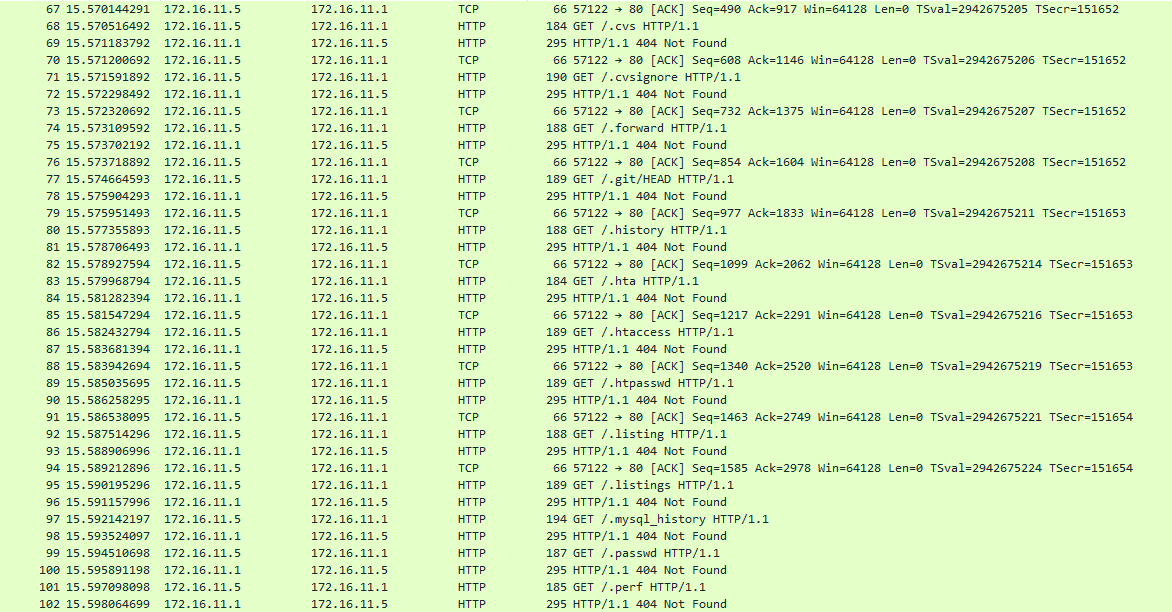 67 15.570144291 172.16.11.5 172.16.11.1 TCP 66 57122 → 80 [ACK] Seq=490 Ack=917 Win=64128 Len=0 TSval=2942675205 TSecr=151652
68 15.570516492 172.16.11.5 172.16.11.1 HTTP 184 GET /.cvs HTTP/1.1
69 15.571183792 172.16.11.1 172.16.11.5 HTTP 295 HTTP/1.1 404 Not Found
70 15.571200692 172.16.11.5 172.16.11.1 TCP 66 57122 → 80 [ACK] Seq=608 Ack=1146 Win=64128 Len=0 TSval=2942675206 TSecr=151652
71 15.571591892 172.16.11.5 172.16.11.1 HTTP 190 GET /.cvsignore HTTP/1.1
72 15.572298492 172.16.11.1 172.16.11.5 HTTP 295 HTTP/1.1 404 Not Found
73 15.572320692 172.16.11.5 172.16.11.1 TCP 66 57122 → 80 [ACK] Seq=732 Ack=1375 Win=64128 Len=0 TSval=2942675207 TSecr=151652
74 15.573109592 172.16.11.5 172.16.11.1 HTTP 188 GET /.forward HTTP/1.1
75 15.573702192 172.16.11.1 172.16.11.5 HTTP 295 HTTP/1.1 404 Not Found
76 15.573718892 172.16.11.5 172.16.11.1 TCP 66 57122 → 80 [ACK] Seq=854 Ack=1604 Win=64128 Len=0 TSval=2942675208 TSecr=151652
77 15.574664593 172.16.11.5 172.16.11.1 HTTP 189 GET /.git/HEAD HTTP/1.1
78 15.575904293 172.16.11.1 172.16.11.5 HTTP 295 HTTP/1.1 404 Not Found
79 15.575951493 172.16.11.5 172.16.11.1 TCP 66 57122 → 80 [ACK] Seq=977 Ack=1833 Win=64128 Len=0 TSval=2942675211 TSecr=151653
80 15.577355893 172.16.11.5 172.16.11.1 HTTP 188 GET /.history HTTP/1.1
81 15.578706493 172.16.11.1 172.16.11.5 HTTP 295 HTTP/1.1 404 Not Found
82 15.578927594 172.16.11.5 172.16.11.1 TCP 66 57122 → 80 [ACK] Seq=1099 Ack=2062 Win=64128 Len=0 TSval=2942675214 TSecr=151653
83 15.579968794 172.16.11.5 172.16.11.1 HTTP 184 GET /.hta HTTP/1.1
84 15.581282394 172.16.11.1 172.16.11.5 HTTP 295 HTTP/1.1 404 Not Found
85 15.581547294 172.16.11.5 172.16.11.1 TCP 66 57122 → 80 [ACK] Seq=1217 Ack=2291 Win=64128 Len=0 TSval=2942675216 TSecr=151653
86 15.582432794 172.16.11.5 172.16.11.1 HTTP 189 GET /.htaccess HTTP/1.1
87 15.583681394 172.16.11.1 172.16.11.5 HTTP 295 HTTP/1.1 404 Not Found
88 15.583942694 172.16.11.5 172.16.11.1 TCP 66 57122 → 80 [ACK] Seq=1340 Ack=2520 Win=64128 Len=0 TSval=2942675219 TSecr=151653
89 15.585035695 172.16.11.5 172.16.11.1 HTTP 189 GET /.htpasswd HTTP/1.1
90 15.586258295 172.16.11.1 172.16.11.5 HTTP 295 HTTP/1.1 404 Not Found
91 15.586538095 172.16.11.5 172.16.11.1 TCP 66 57122 → 80 [ACK] Seq=1463 Ack=2749 Win=64128 Len=0 TSval=2942675221 TSecr=151654
92 15.587514296 172.16.11.5 172.16.11.1 HTTP 188 GET /.listing HTTP/1.1
93 15.588906996 172.16.11.1 172.16.11.5 HTTP 295 HTTP/1.1 404 Not Found
94 15.589212896 172.16.11.5 172.16.11.1 TCP 66 57122 → 80 [ACK] Seq=1585 Ack=2978 Win=64128 Len=0 TSval=2942675224 TSecr=151654
95 15.590195296 172.16.11.5 172.16.11.1 HTTP 189 GET /.listings HTTP/1.1
96 15.591157996 172.16.11.1 172.16.11.5 HTTP 295 HTTP/1.1 404 Not Found
97 15.592142197 172.16.11.5 172.16.11.1 HTTP 194 GET /.mysql_history HTTP/1.1
98 15.593524097 172.16.11.1 172.16.11.5 HTTP 295 HTTP/1.1 404 Not Found
99 15.594510698 172.16.11.5 172.16.11.1 HTTP 187 GET /.passwd HTTP/1.1
100 15.595891198 172.16.11.1 172.16.11.5 HTTP 295 HTTP/1.1 404 Not Found
101 15.597098098 172.16.11.5 172.16.11.1 HTTP 185 GET /.perf HTTP/1.1
102 15.598064699 172.16.11.1 172.16.11.5 HTTP 295 HTTP/1.1 404 Not Found